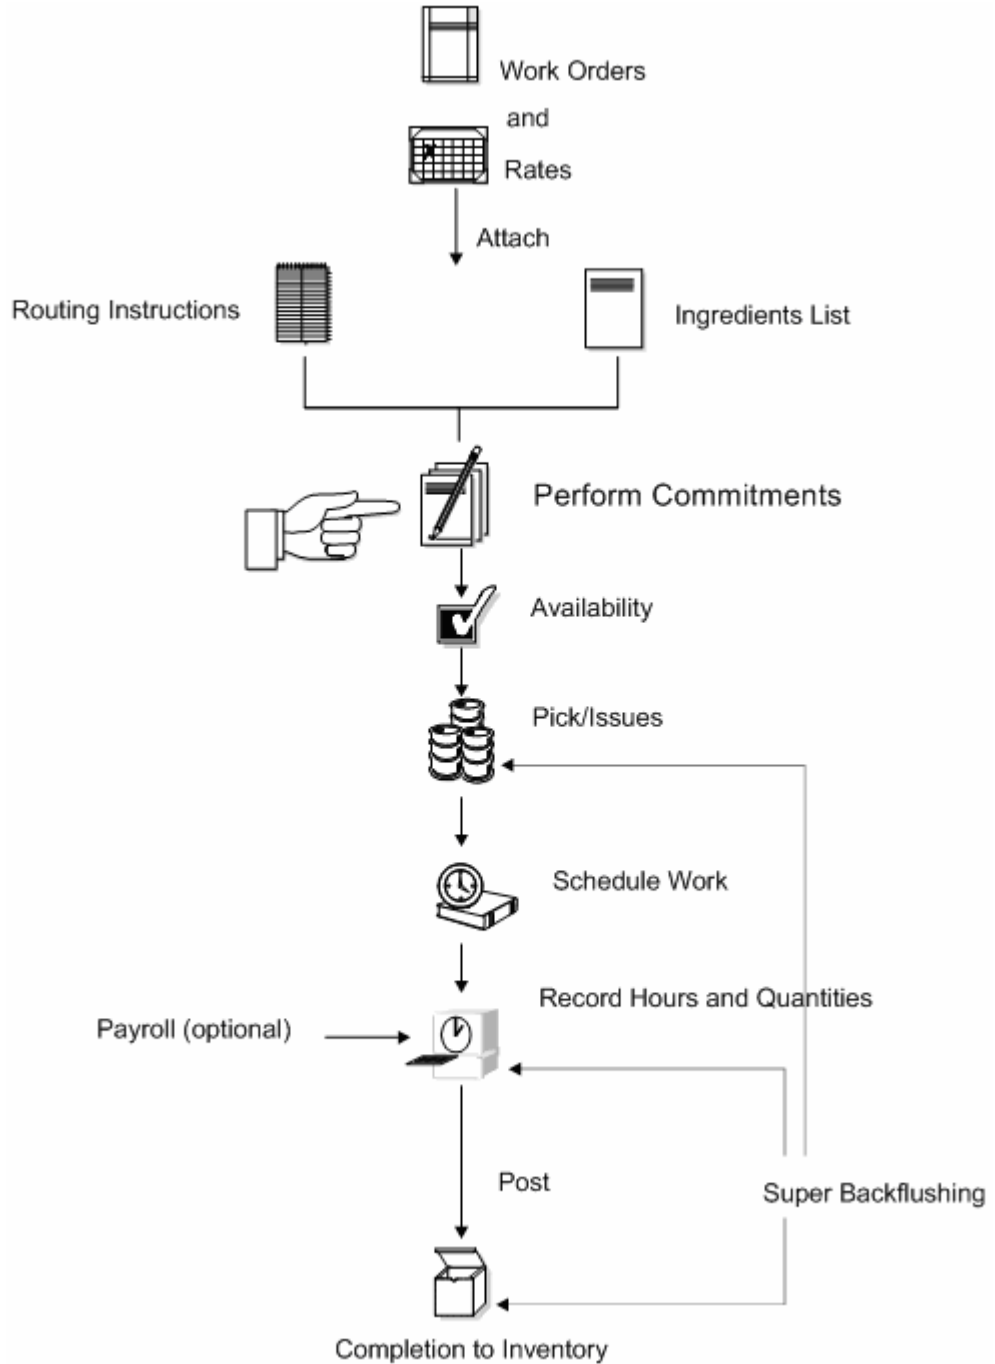 Work Orders
and
Rates
Attach
Routing Instructions
Ingredients List
Perform Commitments
Availability
Pick/Issues
Schedule Work
Record Hours and Quantities
Payroll (optional)
Post
Super Backflushing
Completion to Inventory